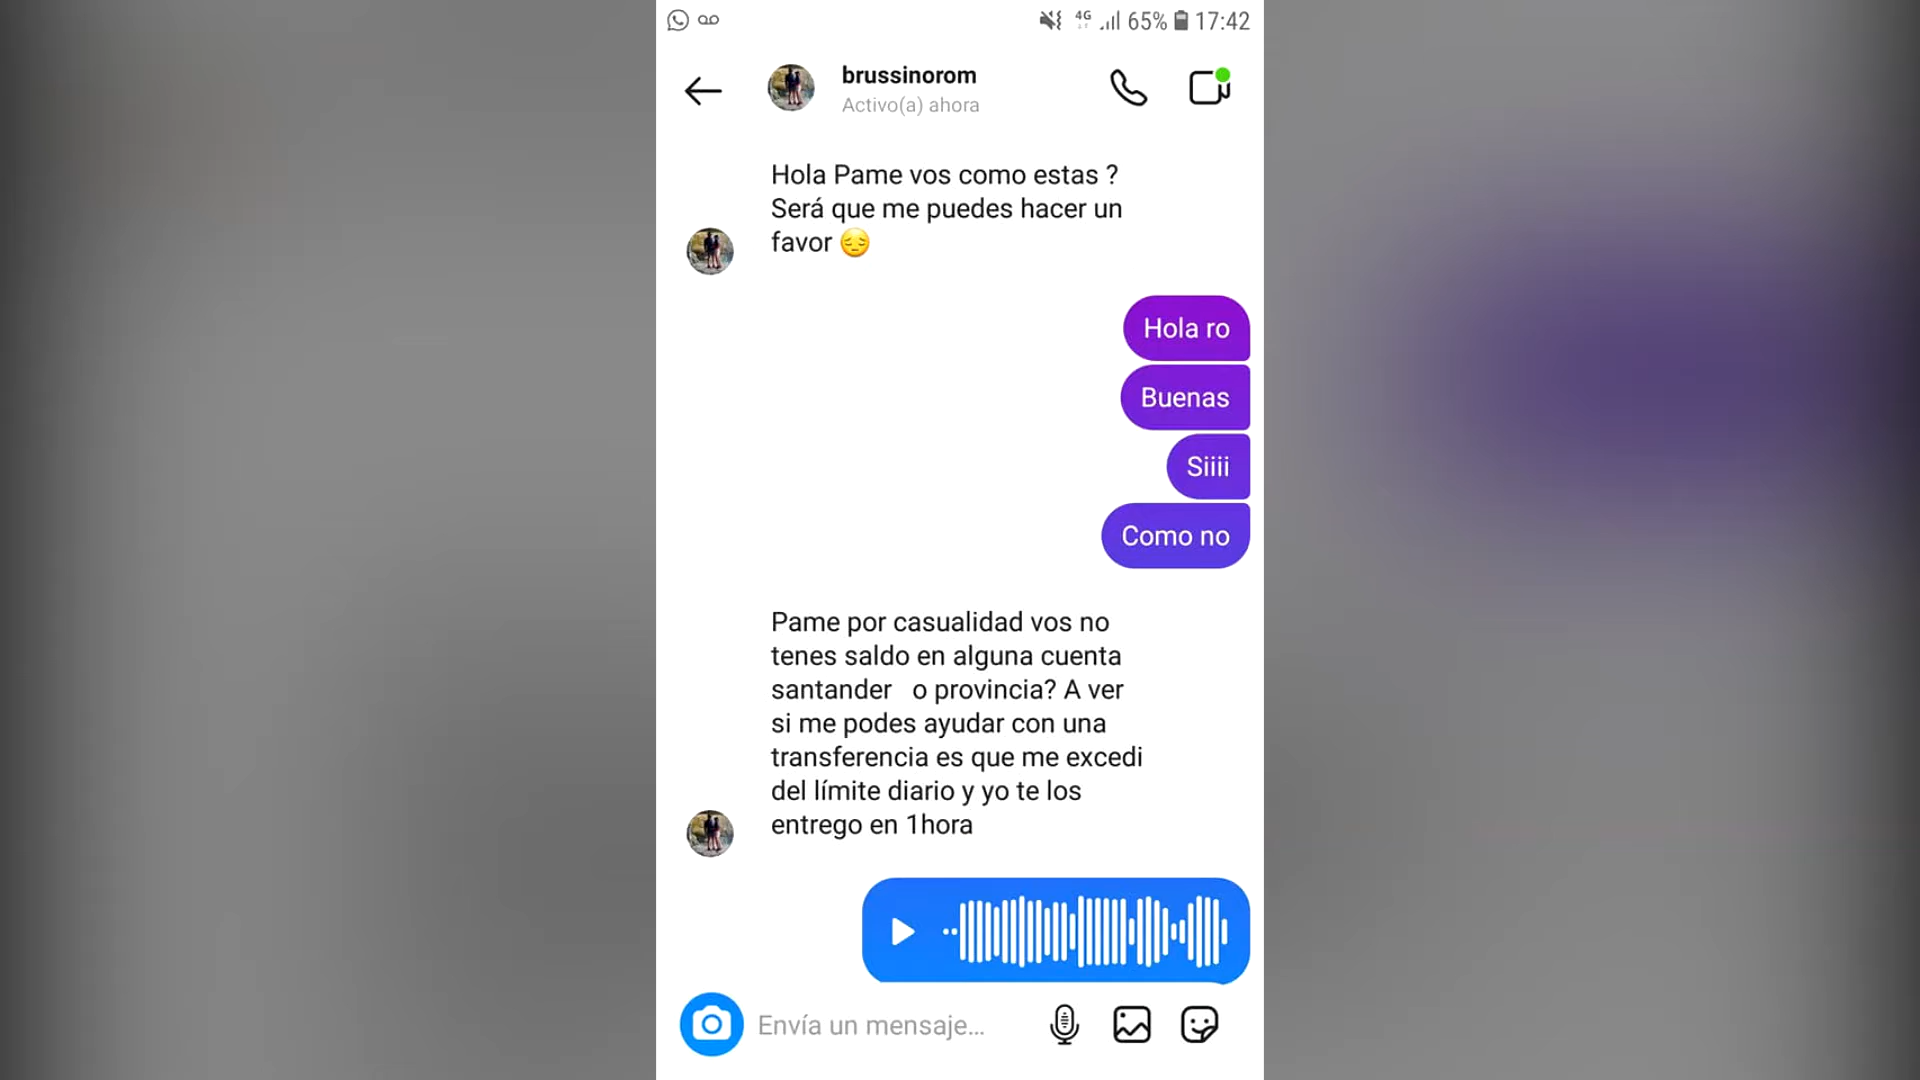 4G 65% 17:42
brussinorom
Activo(a) ahora
Hola Pame vos como estas ?
Será que me puedes hacer un
favor 😔
Hola ro
Buenas
Siiii
Como no
Pame por casualidad vos no
tenes saldo en alguna cuenta
santander   o provincia? A ver
si me podes ayudar con una
transferencia es que me excedi
del límite diario y yo te los
entrego en 1hora
Envía un mensaje...